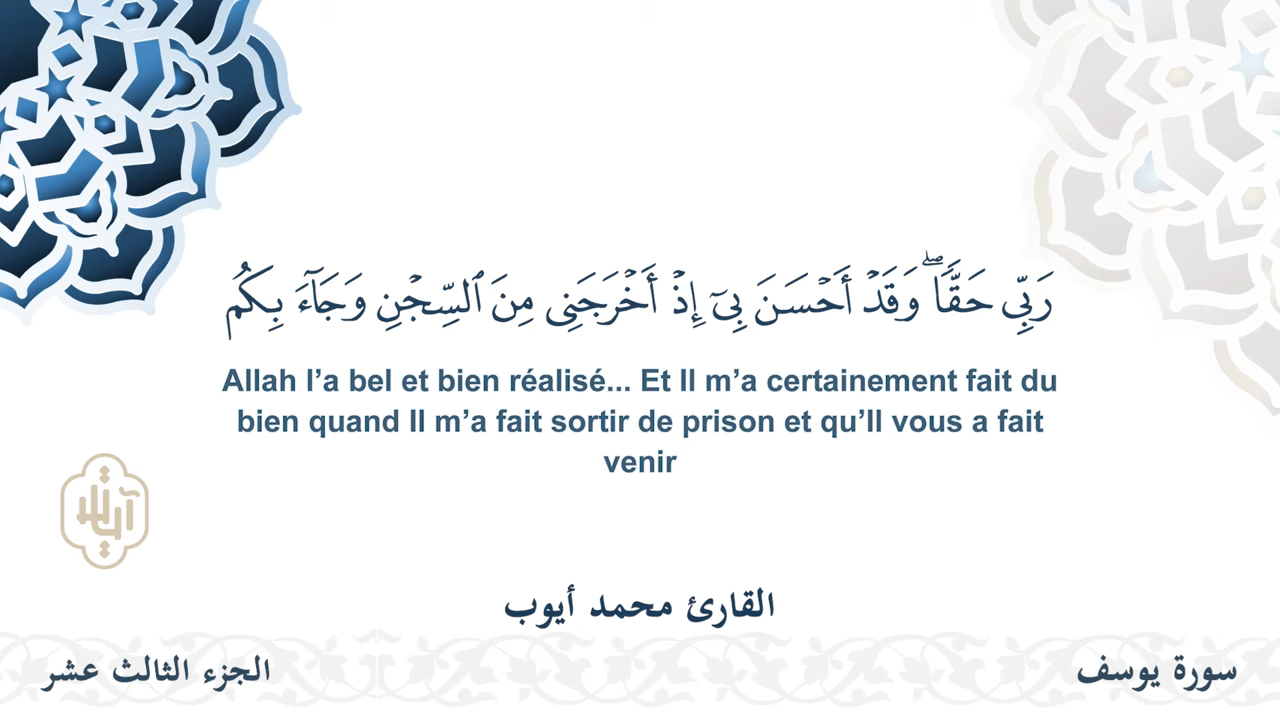 رَبِّى حَقًّۭا ۖ وَقَدْ أَحْسَنَ بِىٓ إِذْ أَخْرَجَنِى مِنَ ٱلسِّجْنِ وَجَآءَ بِكُم
Allah l’a bel et bien réalisé... Et Il m’a certainement fait du
bien quand Il m’a fait sortir de prison et qu’Il vous a fait
venir
القارئ محمد أيوب
سورة يوسف
الجزء الثالث عشر